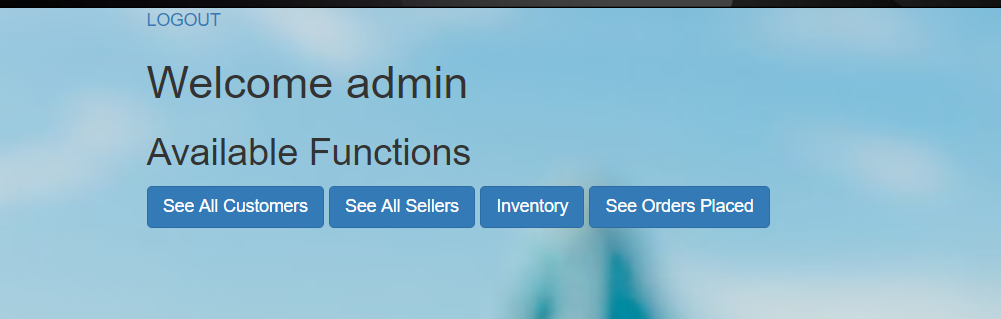 LOGOUT
Welcome admin
Available Functions
See All Customers See All Sellers Inventory See Orders Placed